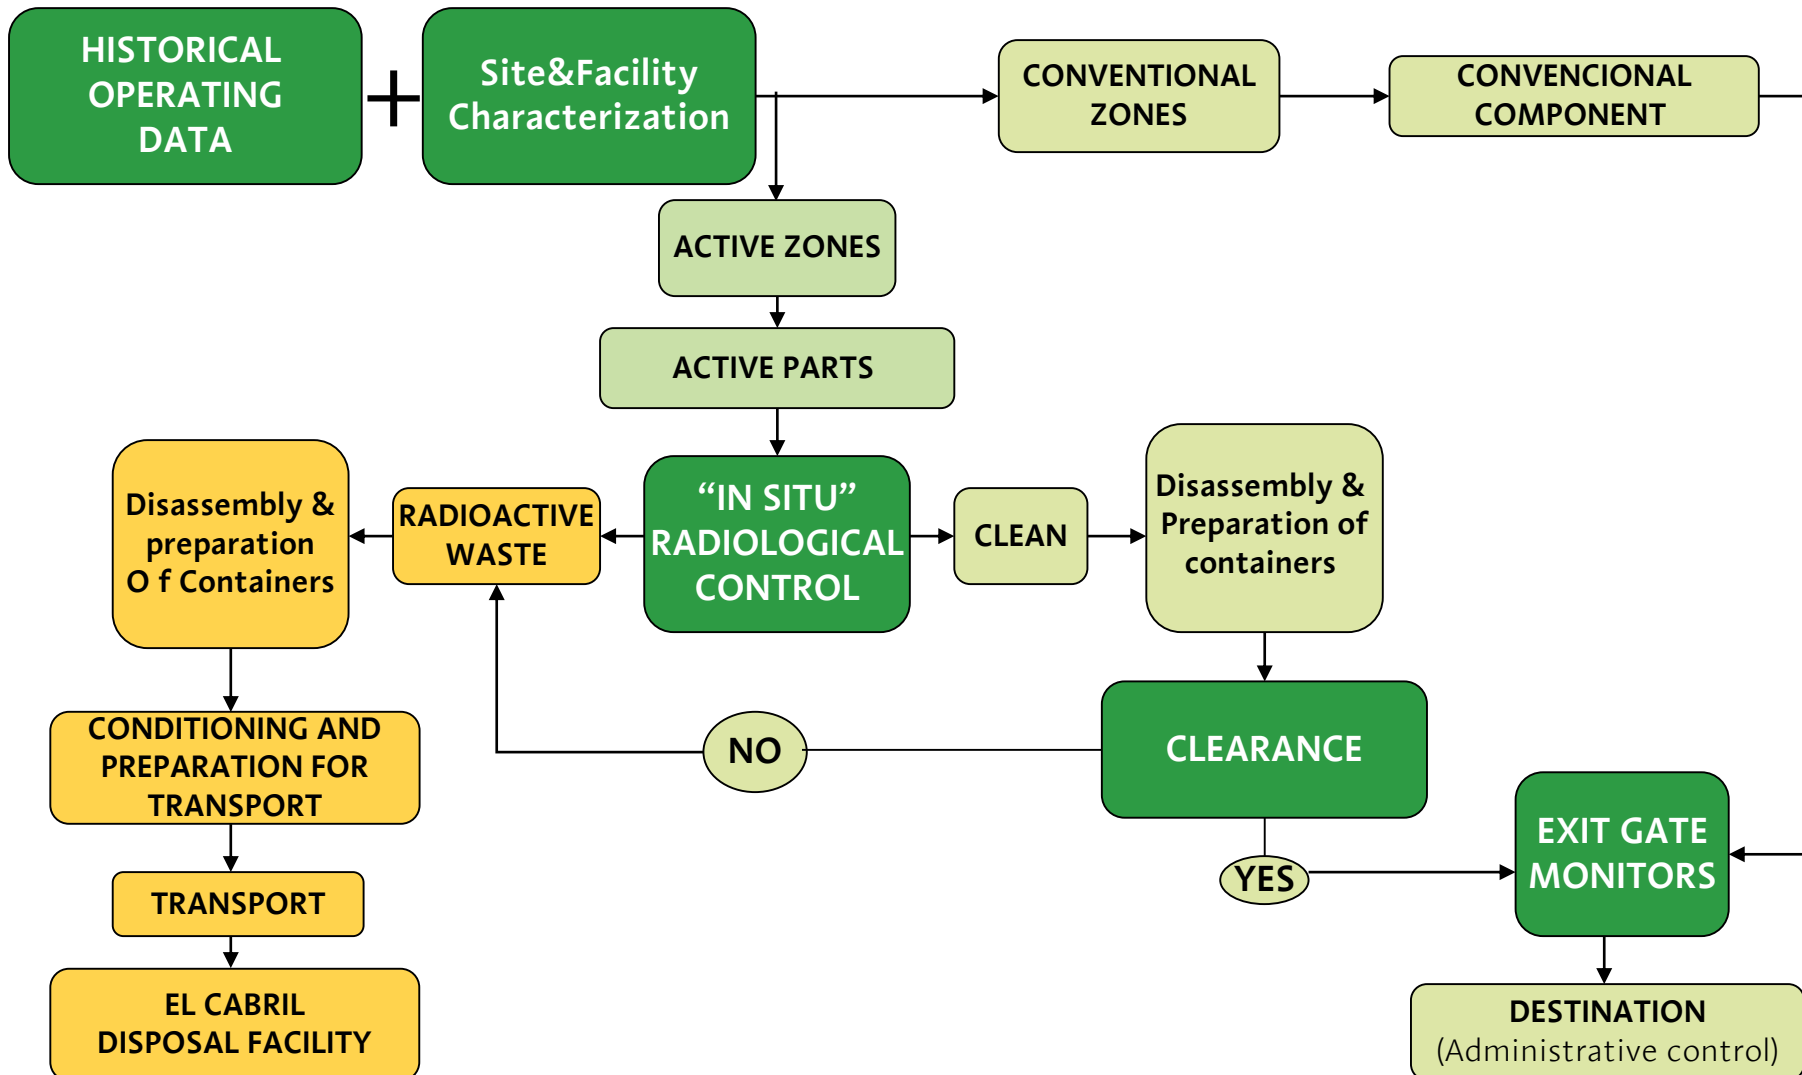 HISTORICAL
OPERATING
DATA
+
Site&Facility
Characterization
CONVENTIONAL
ZONES
CONVENCIONAL
COMPONENT
ACTIVE ZONES
ACTIVE PARTS
Disassembly &
preparation
O f Containers
RADIOACTIVE
WASTE
“IN SITU”
RADIOLOGICAL
CONTROL
CLEAN
Disassembly &
Preparation of
containers
CONDITIONING AND
PREPARATION FOR
TRANSPORT
NO
CLEARANCE
YES
EXIT GATE
MONITORS
TRANSPORT
EL CABRIL
DISPOSAL FACILITY
DESTINATION
(Administrative control)